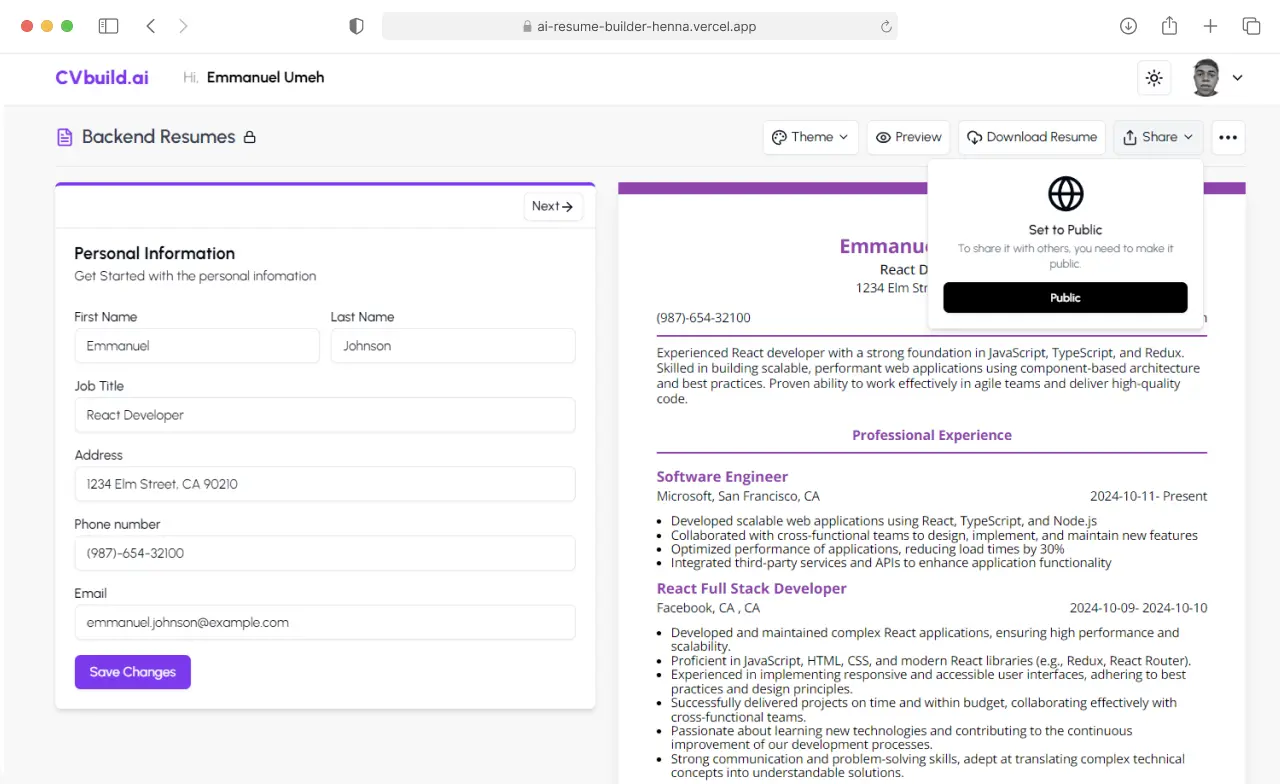 ai-resume-builder-henna.vercel.app
CVbuild.ai
Hi, Emmanuel Umeh
Backend Resumes
Theme
Preview
Download Resume
Share
Next
Personal Information
Get Started with the personal infomation
First Name
Last Name
Emmanuel
Johnson
Job Title
React Developer
Address
1234 Elm Street, CA 90210
Phone number
(987)-654-32100
Email
emmanuel.johnson@example.com
Save Changes
Set to Public
To share it with others, you need to make it
public.
Public
Emmanu
React D
1234 Elm Str
(987)-654-32100
Experienced React developer with a strong foundation in JavaScript, TypeScript, and Redux.
Skilled in building scalable, performant web applications using component-based architecture
and best practices. Proven ability to work effectively in agile teams and deliver high-quality
code.
Professional Experience
Software Engineer
Microsoft, San Francisco, CA
2024-10-11- Present
Developed scalable web applications using React, TypeScript, and Node.js
Collaborated with cross-functional teams to design, implement, and maintain new features
Optimized performance of applications, reducing load times by 30%
Integrated third-party services and APIs to enhance application functionality
React Full Stack Developer
Facebook, CA , CA
2024-10-09- 2024-10-10
Developed and maintained complex React applications, ensuring high performance and
scalability.
Proficient in JavaScript, HTML, CSS, and modern React libraries (e.g., Redux, React Router).
Experienced in implementing responsive and accessible user interfaces, adhering to best
practices and design principles.
Successfully delivered projects on time and within budget, collaborating effectively with
cross-functional teams.
Passionate about learning new technologies and contributing to the continuous
improvement of our development processes.
Strong communication and problem-solving skills, adept at translating complex technical
concepts into understandable solutions.